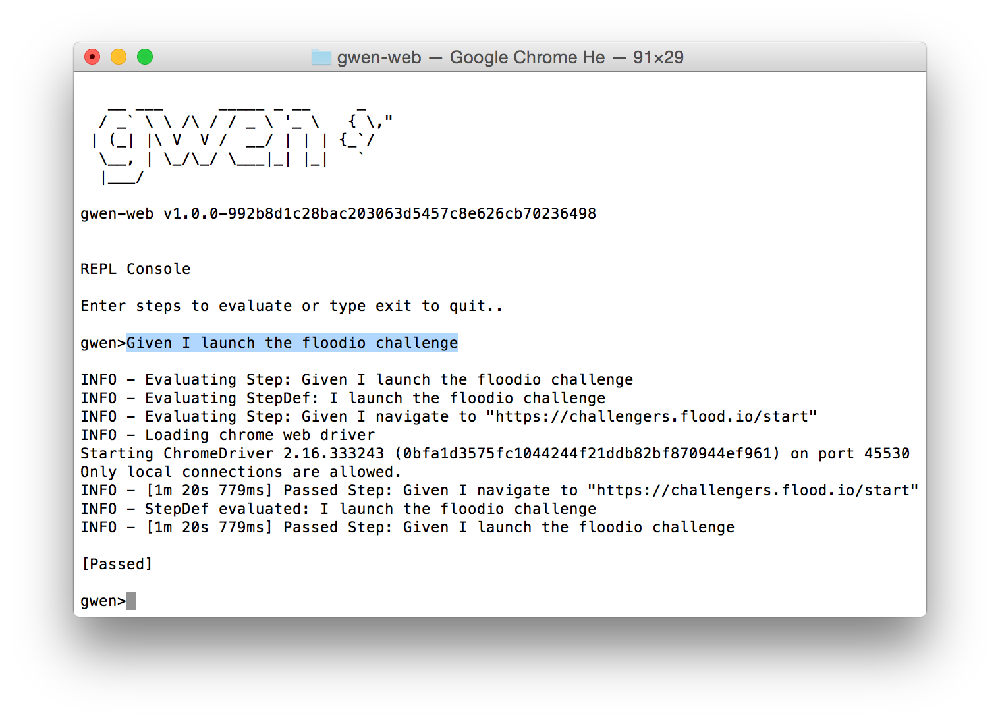 gwen-web — Google Chrome He — 91×29
   __ ___      _____ _ __     _
  / _` \ \ /\ / / _ \ '_ \   { \,"
 | (_| |\ V  V /  __/ | | | {_`/
  \__, | \_/\_/ \___|_| |_|   `
  |___/
gwen-web v1.0.0-992b8d1c28bac203063d5457c8e626cb70236498
REPL Console
Enter steps to evaluate or type exit to quit..
gwen>Given I launch the floodio challenge
INFO - Evaluating Step: Given I launch the floodio challenge
INFO - Evaluating StepDef: I launch the floodio challenge
INFO - Evaluating Step: Given I navigate to "https://challengers.flood.io/start"
INFO - Loading chrome web driver
Starting ChromeDriver 2.16.333243 (0bfa1d3575fc1044244f21ddb82bf870944ef961) on port 45530
Only local connections are allowed.
INFO - [1m 20s 779ms] Passed Step: Given I navigate to "https://challengers.flood.io/start"
INFO - StepDef evaluated: I launch the floodio challenge
INFO - [1m 20s 779ms] Passed Step: Given I launch the floodio challenge
[Passed]
gwen>